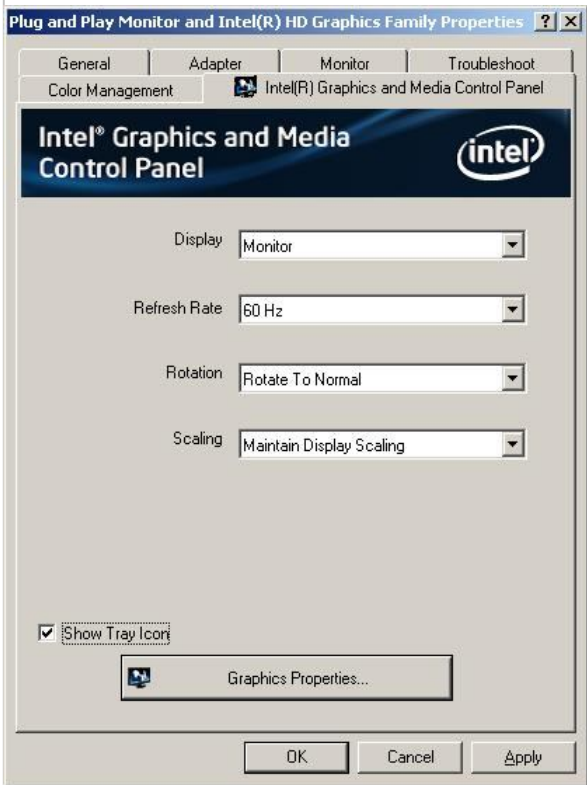 Plug and Play Monitor and Intel(R) HD Graphics Family Properties ? X
General Adapter Monitor Troubleshoot
Color Management Intel(R) Graphics and Media Control Panel
Intel® Graphics and Media
Control Panel
intel
Display Monitor
Refresh Rate 60 Hz
Rotation Rotate To Normal
Scaling Maintain Display Scaling
Show Tray Icon
Graphics Properties...
OK Cancel Apply